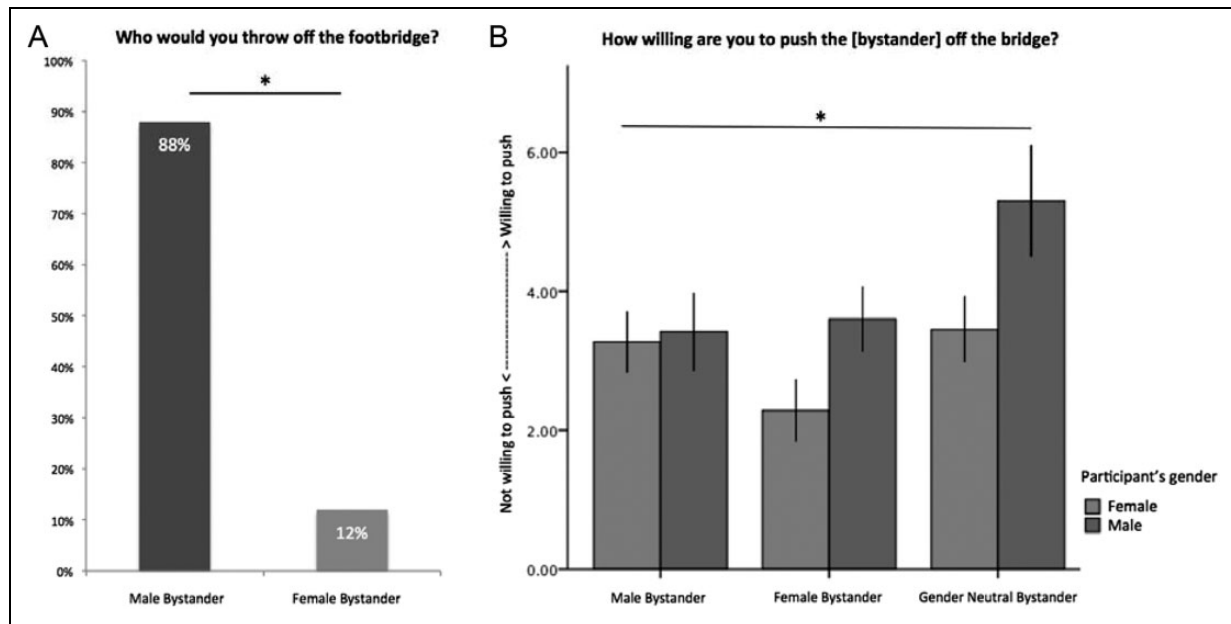 A
Who would you throw off the footbridge?
100%
90%
80%
70%
60%
50%
40%
30%
20%
10%
0%
*
88%
12%
Male Bystander
Female Bystander
B
How willing are you to push the [bystander] off the bridge?
Not willing to push < -------------------- > Willing to push
6.00
4.00
2.00
0.00
*
Male Bystander
Female Bystander
Gender Neutral Bystander
Participant's gender
Female
Male